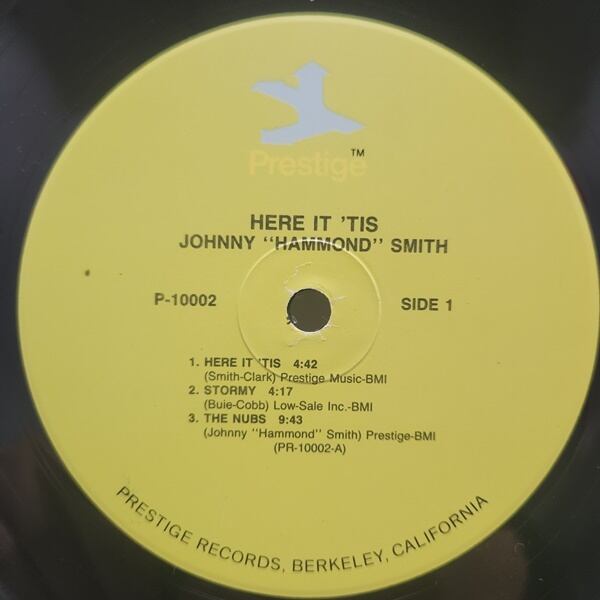 ™
Prestige
HERE IT 'TIS
JOHNNY "HAMMOND" SMITH
P-10002
SIDE 1
1. HERE IT 'TIS 4:42
(Smith-Clark) Prestige Music-BMI
2. STORMY 4:17
(Buie-Cobb) Low-Sale Inc.-BMI
3. THE NUBS 9:43
(Johnny "Hammond" Smith) Prestige-BMI
(PR-10002-A)
PRESTIGE RECORDS, BERKELEY, CALIFORNIA